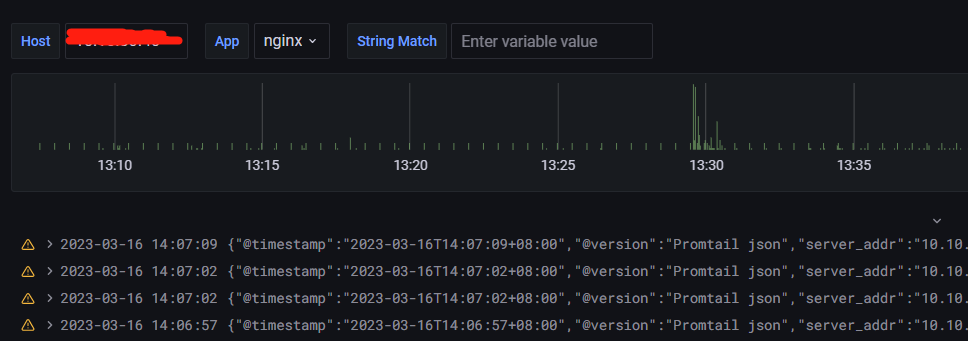 Host App nginx String Match Enter variable value
13:10 13:15 13:20 13:25 13:30 13:35
2023-03-16 14:07:09 {"@timestamp":"2023-03-16T14:07:09+08:00","@version":"Promtail json","server_addr":"10.10.
2023-03-16 14:07:02 {"@timestamp":"2023-03-16T14:07:02+08:00","@version":"Promtail json","server_addr":"10.10.
2023-03-16 14:07:02 {"@timestamp":"2023-03-16T14:07:02+08:00","@version":"Promtail json","server_addr":"10.10.
2023-03-16 14:06:57 {"@timestamp":"2023-03-16T14:06:57+08:00","@version":"Promtail json","server_addr":"10.10.